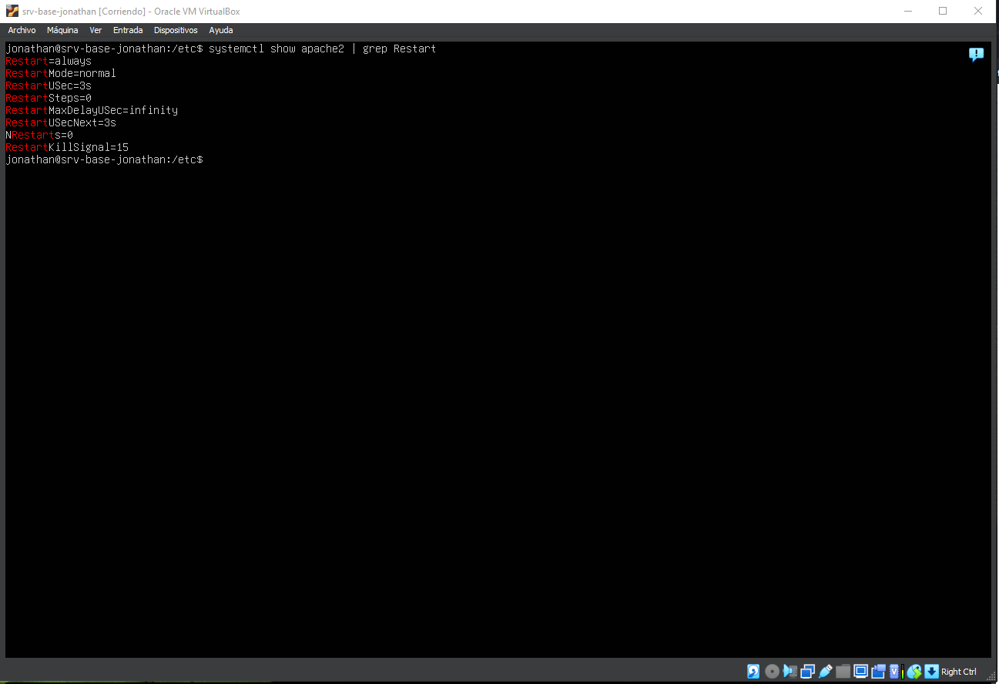 srv-base-jonathan [Corriendo] - Oracle VM VirtualBox
Archivo Máquina Ver Entrada Dispositivos Ayuda
jonathan@srv-base-jonathan:/etc$ systemctl show apache2 | grep Restart
Restart=always
RestartMode=normal
RestartUSec=3s
RestartSteps=0
RestartMaxDelayUSec=infinity
RestartUSecNext=3s
NRestarts=0
RestartKillSignal=15
jonathan@srv-base-jonathan:/etc$
Right Ctrl